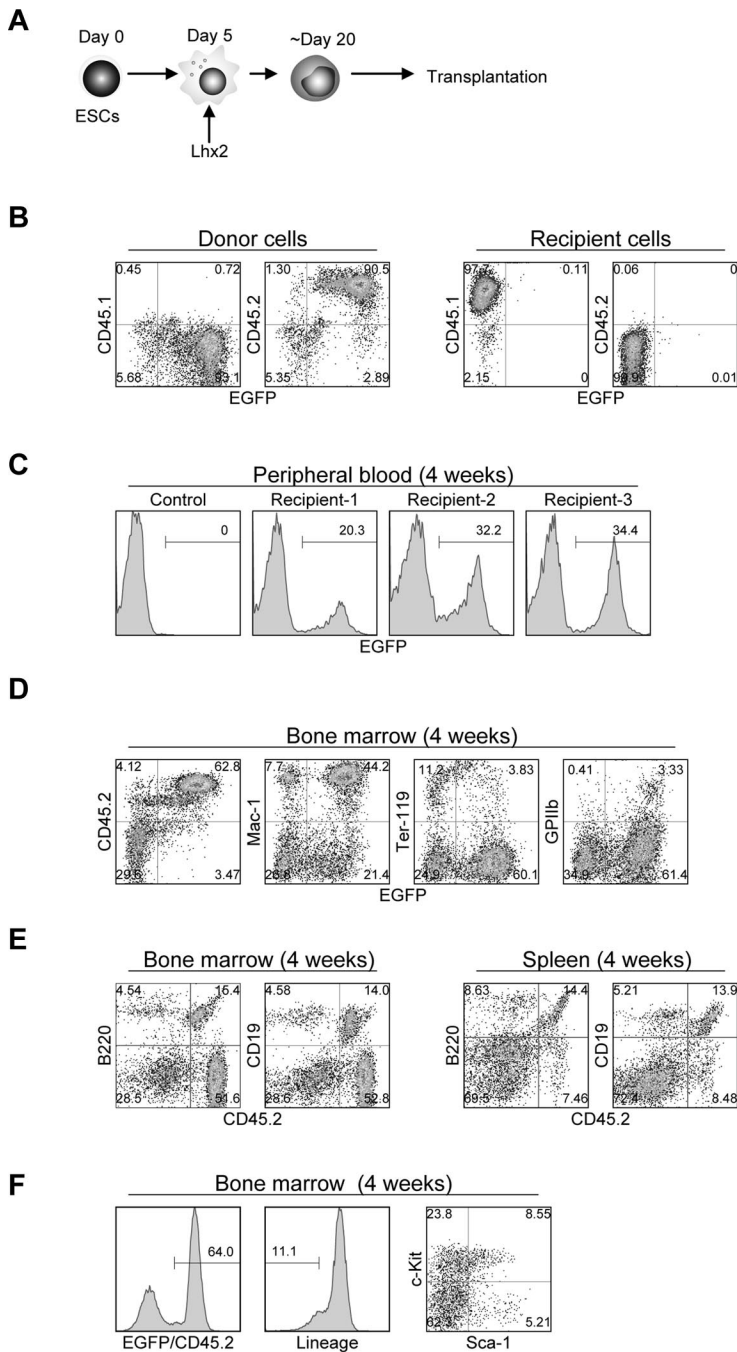 A
Day 0
Day 5
~Day 20
Transplantation
ESCs
Lhx2
B
Donor cells
Recipient cells
0.45 0.72
1.30 90.5
97.7 0.11
0.06 0
CD45.1
CD45.2
CD45.1
CD45.2
5.68 93.1
5.35 2.89
2.15 0
99.9 0.01
EGFP
EGFP
C
Peripheral blood (4 weeks)
Control
Recipient-1
Recipient-2
Recipient-3
0
20.3
32.2
34.4
EGFP
D
Bone marrow (4 weeks)
4.12 62.8
7.7 44.2
11.2 3.83
0.41 3.33
CD45.2
Mac-1
Ter-119
GPIIb
29.6 3.47
26.8 21.4
24.9 60.1
34.9 61.4
EGFP
E
Bone marrow (4 weeks)
Spleen (4 weeks)
4.54 16.4
4.58 14.0
8.63 14.4
5.21 13.9
B220
CD19
B220
CD19
28.5 51.6
28.6 52.8
69.5 7.46
72.4 8.48
CD45.2
CD45.2
F
Bone marrow (4 weeks)
64.0
11.1
23.8 8.55
c-Kit
62.3 5.21
EGFP/CD45.2
Lineage
Sca-1